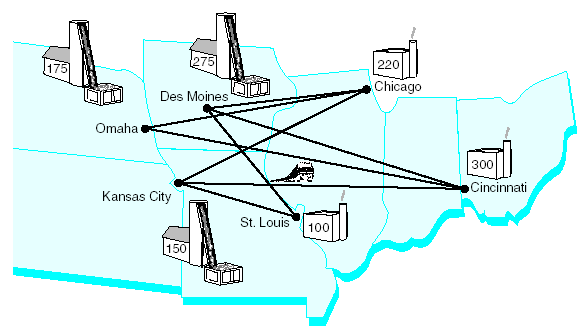 175
275
220
Des Moines
Chicago
Omaha
300
Kansas City
Cincinnati
St. Louis
100
150